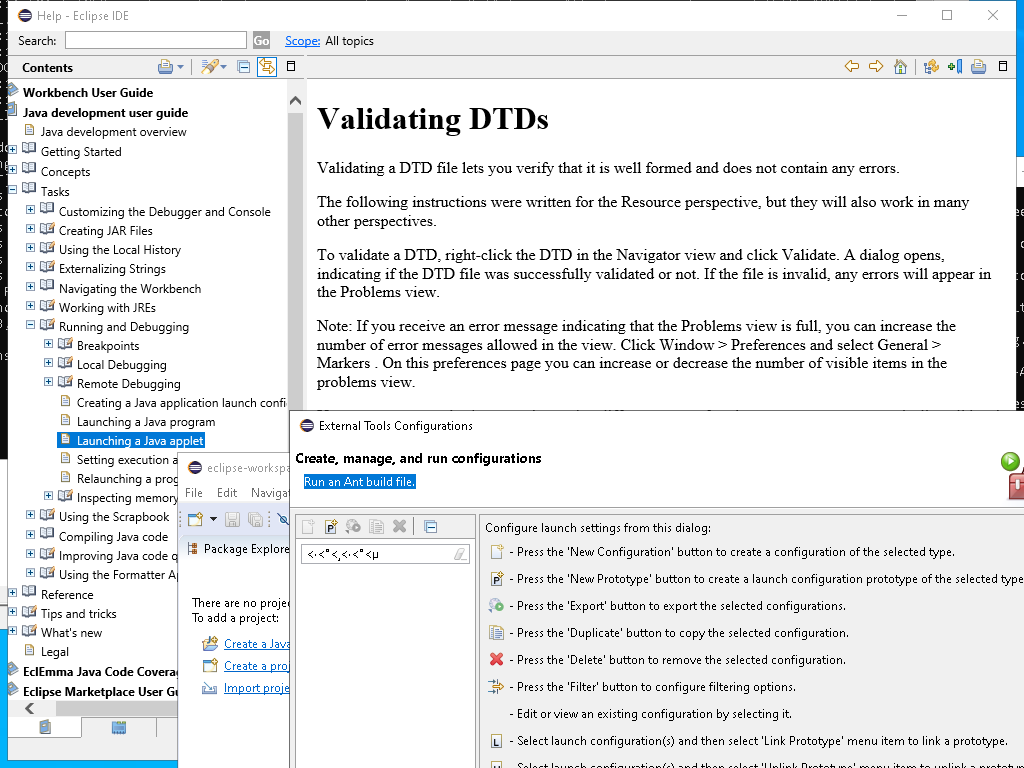 Help - Eclipse IDE
Search:
Go
Scope: All topics
Contents
Workbench User Guide
Java development user guide
Java development overview
Getting Started
Concepts
Tasks
Customizing the Debugger and Console
Creating JAR Files
Using the Local History
Externalizing Strings
Navigating the Workbench
Working with JREs
Running and Debugging
Breakpoints
Local Debugging
Remote Debugging
Creating a Java application launch confi
Launching a Java program
Launching a Java applet
Setting execution a
Relaunching a prog
Inspecting memory
Using the Scrapbook
Compiling Java code
Improving Java code q
Using the Formatter Ap
Reference
Tips and tricks
What's new
Legal
EclEmma Java Code Covera
Eclipse Marketplace User Gu
Validating DTDs
Validating a DTD file lets you verify that it is well formed and does not contain any errors.
The following instructions were written for the Resource perspective, but they will also work in many
other perspectives.
To validate a DTD, right-click the DTD in the Navigator view and click Validate. A dialog opens,
indicating if the DTD file was successfully validated or not. If the file is invalid, any errors will appear in
the Problems view.
Note: If you receive an error message indicating that the Problems view is full, you can increase the
number of error messages allowed in the view. Click Window > Preferences and select General >
Markers . On this preferences page you can increase or decrease the number of visible items in the
problems view.
eclipse-workspa
File Edit Navigat
Package Explore
There are no projec
To add a project:
Create a Java
Create a proj
Import proje
External Tools Configurations
Create, manage, and run configurations
Run an Ant build file.
Configure launch settings from this dialog:
- Press the 'New Configuration' button to create a configuration of the selected type.
- Press the 'New Prototype' button to create a launch configuration prototype of the selected type
- Press the 'Export' button to export the selected configurations.
- Press the 'Duplicate' button to copy the selected configuration.
- Press the 'Delete' button to remove the selected configuration.
- Press the 'Filter' button to configure filtering options.
- Edit or view an existing configuration by selecting it.
- Select launch configuration(s) and then select 'Link Prototype' menu item to link a prototype.
- Select launch configuration(s) and then select 'Unlink Prototype' menu item to unlink a prototyp